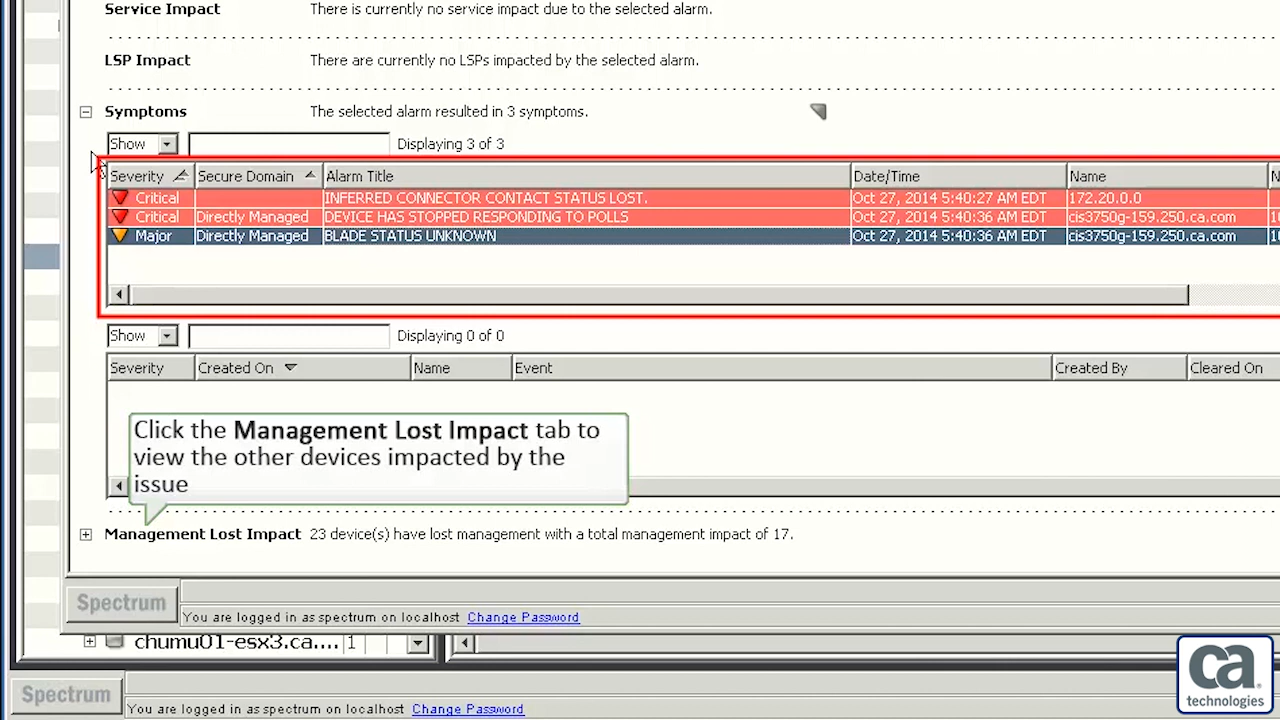 Service Impact There is currently no service impact due to the selected alarm.
LSP Impact There are currently no LSPs impacted by the selected alarm.
Symptoms The selected alarm resulted in 3 symptoms.
Show Displaying 3 of 3
Severity Secure Domain Alarm Title Date/Time Name
Critical INFERRED CONNECTOR CONTACT STATUS LOST. Oct 27, 2014 5:40:27 AM EDT 172.20.0.0
Critical Directly Managed DEVICE HAS STOPPED RESPONDING TO POLLS Oct 27, 2014 5:40:36 AM EDT cis3750g-159.250.ca.com
Major Directly Managed BLADE STATUS UNKNOWN Oct 27, 2014 5:40:36 AM EDT cis3750g-159.250.ca.com
Show Displaying 0 of 0
Severity Created On Name Event Created By Cleared On
Click the Management Lost Impact tab to
view the other devices impacted by the
issue
Management Lost Impact 23 device(s) have lost management with a total management impact of 17.
Spectrum
You are logged in as spectrum on localhost Change Password
chumu01-esx3.ca.... 1
Spectrum
You are logged in as spectrum on localhost Change Password
ca
technologies